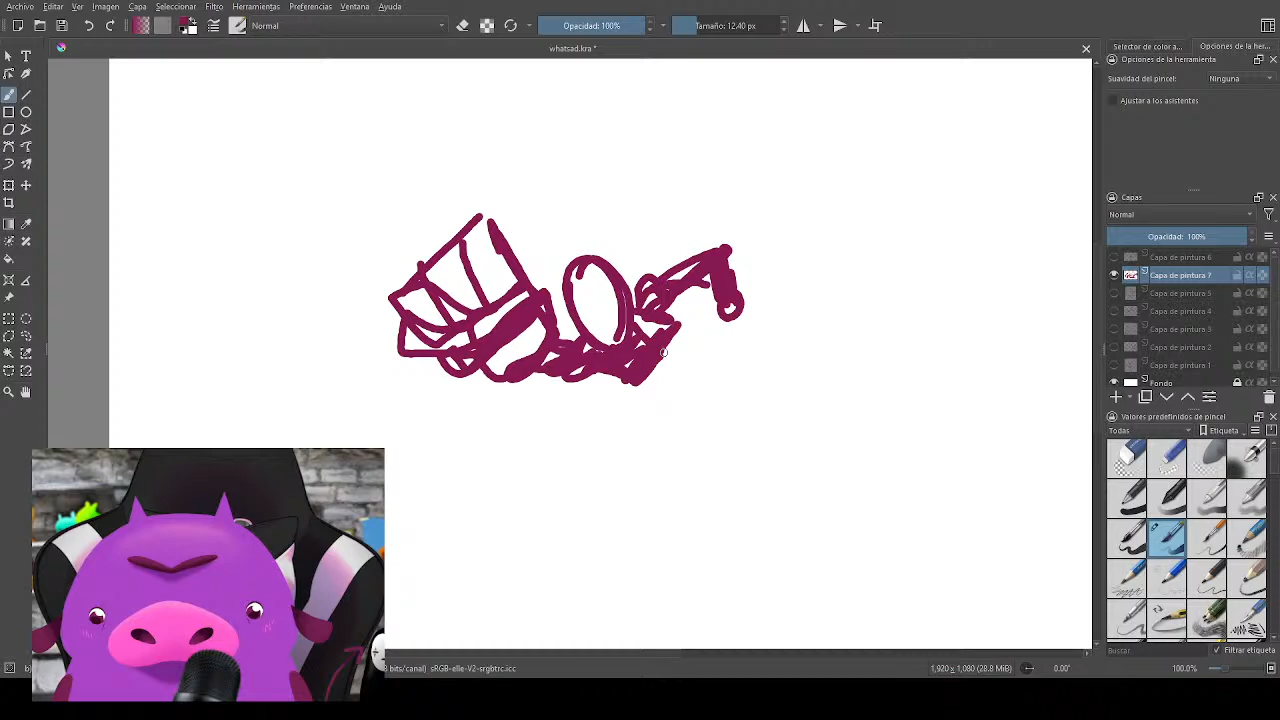 Archivo Editar Ver Imagen Capa Seleccionar Filtro Herramientas Preferencias Ventana Ayuda
Normal Opacidad: 100% Tamaño: 12.40 px
whatsad.kra *
Selector de color a... Opciones de la her...
Opciones de la herramienta
Suavidad del pincel: Ninguna
Ajustar a los asistentes
Capas
Normal
Opacidad: 100%
Capa de pintura 6
Capa de pintura 7
Capa de pintura 5
Capa de pintura 4
Capa de pintura 3
Capa de pintura 2
Capa de pintura 1
Fondo
Valores predefinidos de pincel
Todas Etiqueta
Buscar Filtrar etiqueta
bits/canal) sRGB-elle-V2-srgbtrc.icc 1,920 x 1,080 (28.8 MiB) 0.00° 100.0%